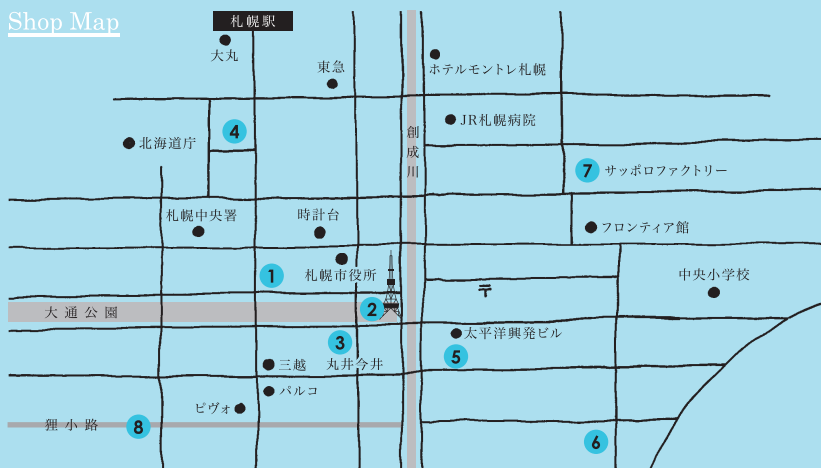 Shop Map
札幌駅
大丸
東急
ホテルモントレ札幌
4
北海道庁
JR札幌病院
創成川
7 サッポロファクトリー
札幌中央署
時計台
フロンティア館
1
札幌市役所
〒
中央小学校
大通公園
2
太平洋興発ビル
3
5
三越
丸井今井
パルコ
ピヴォ
狸小路
8
6